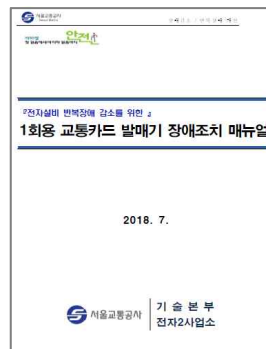 서울교통공사
안전
『전자설비 반복장애 감소를 위한 』
1회용 교통카드 발매기 장애조치 매뉴얼
2018. 7.
서울교통공사
기 술 본 부
전자2사업소